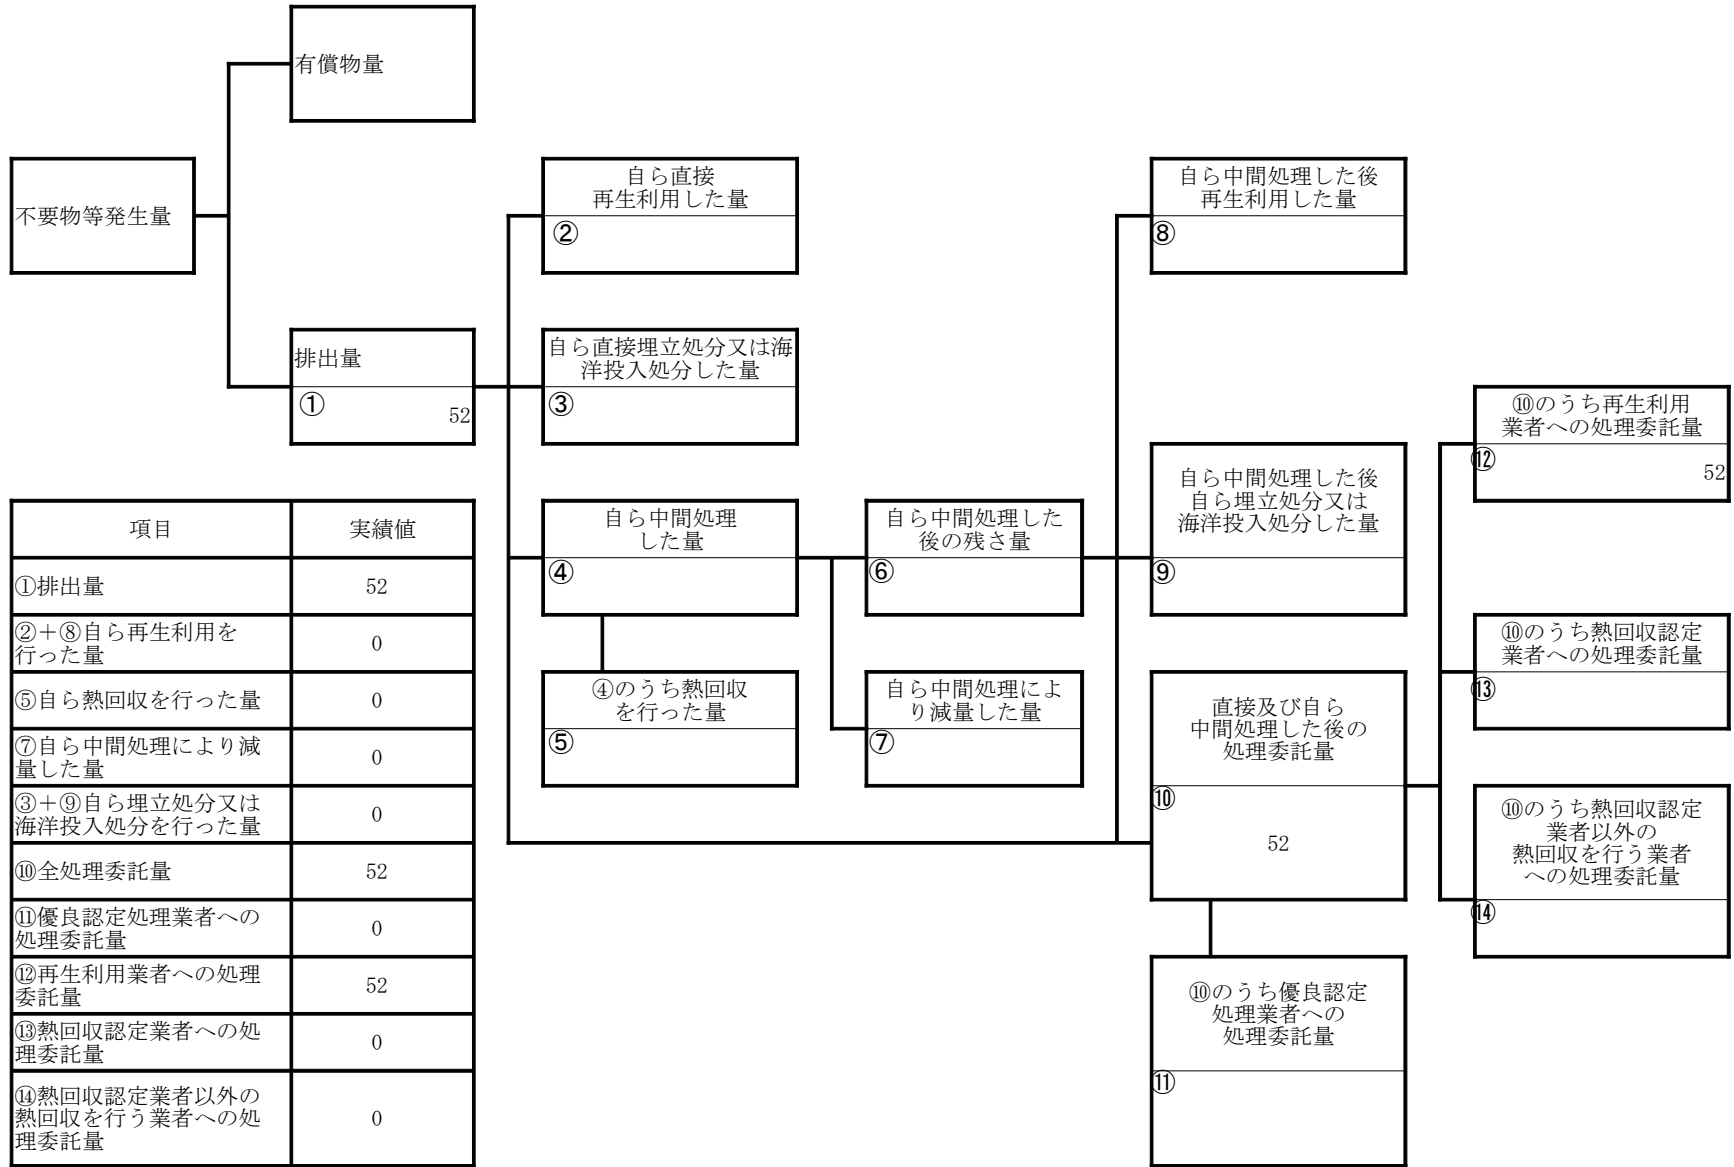 有償物量
不要物等発生量
自ら直接
再生利用した量
②
自ら中間処理した後
再生利用した量
⑧
排出量
①
52
自ら直接埋立処分又は海
洋投入処分した量
③
⑩のうち再生利用
業者への処理委託量
⑫
52
自ら中間処理
した量
④
自ら中間処理した
後の残さ量
⑥
自ら中間処理した後
自ら埋立処分又は
海洋投入処分した量
⑨
⑩のうち熱回収認定
業者への処理委託量
⑬
④のうち熱回収
を行った量
⑤
自ら中間処理によ
り減量した量
⑦
直接及び自ら
中間処理した後の
処理委託量
⑩
52
⑩のうち熱回収認定
業者以外の
熱回収を行う業者
への処理委託量
⑭
⑩のうち優良認定
処理業者への
処理委託量
⑪
項目 実績値
①排出量 52
②＋⑧自ら再生利用を
行った量 0
⑤自ら熱回収を行った量 0
⑦自ら中間処理により減
量した量 0
③＋⑨自ら埋立処分又は
海洋投入処分を行った量 0
⑩全処理委託量 52
⑪優良認定処理業者への
処理委託量 0
⑫再生利用業者への処理
委託量 52
⑬熱回収認定業者への処
理委託量 0
⑭熱回収認定業者以外の
熱回収を行う業者への処
理委託量 0